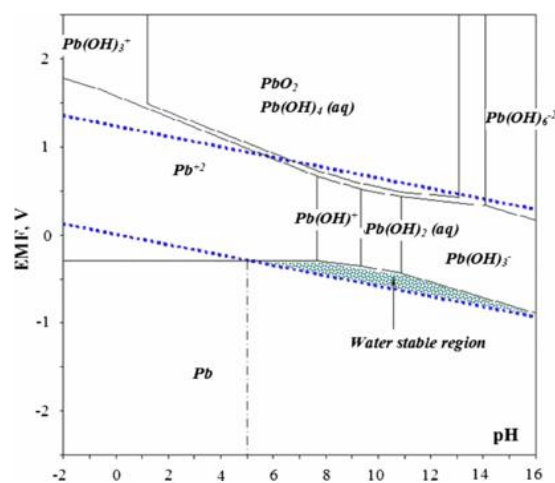 2
Pb(OH)₃⁺
PbO₂
Pb(OH)₄ (aq)
Pb(OH)₆⁻²
1
Pb⁺²
Pb(OH)⁺
Pb(OH)₂ (aq)
EMF, V
0
Pb(OH)₃⁻
-1
Water stable region
Pb
-2
pH
-2 0 2 4 6 8 10 12 14 16